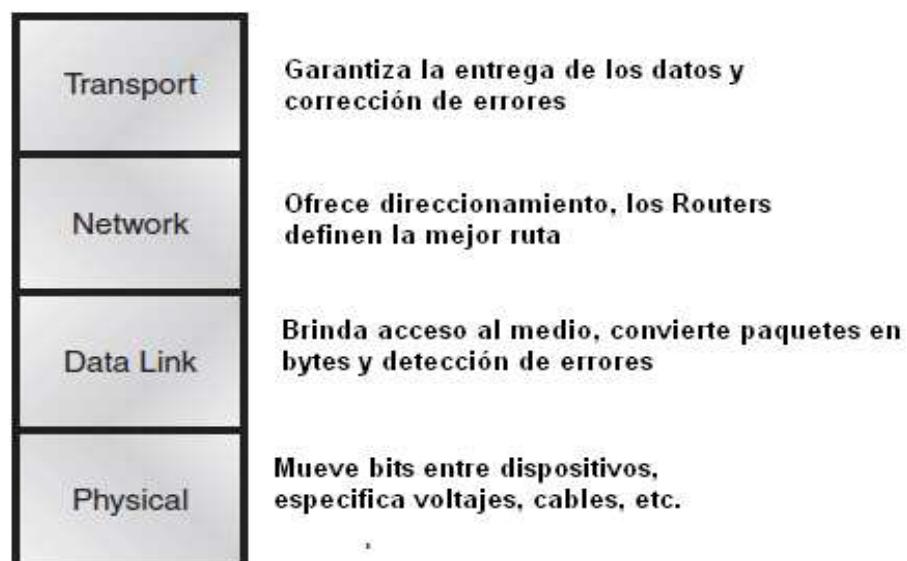 Transport
Garantiza la entrega de los datos y
corrección de errores
Network
Ofrece direccionamiento, los Routers
definen la mejor ruta
Data Link
Brinda acceso al medio, convierte paquetes en
bytes y detección de errores
Physical
Mueve bits entre dispositivos,
especifica voltajes, cables, etc.